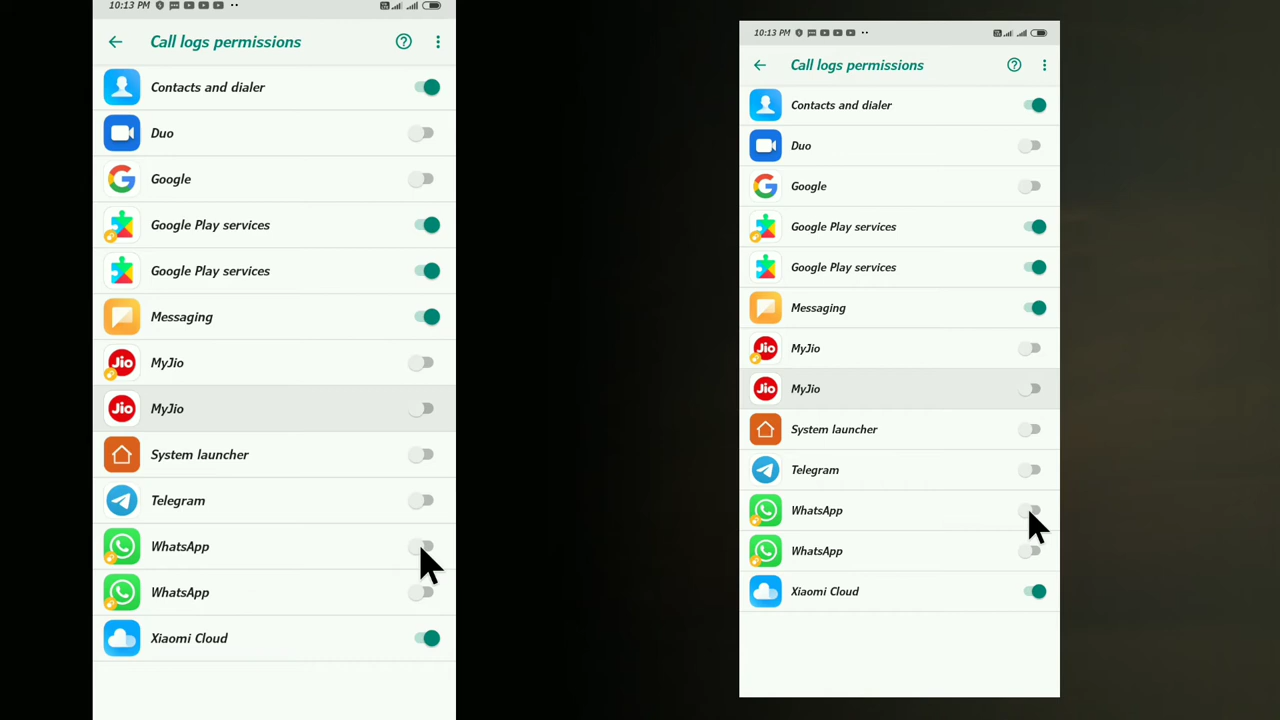 10:13 PM
Call logs permissions
Contacts and dialer
Duo
Google
Google Play services
Google Play services
Messaging
Jio MyJio
Jio MyJio
System launcher
Telegram
WhatsApp
WhatsApp
Xiaomi Cloud
10:13 PM
Call logs permissions
Contacts and dialer
Duo
Google
Google Play services
Google Play services
Messaging
Jio MyJio
Jio MyJio
System launcher
Telegram
WhatsApp
WhatsApp
Xiaomi Cloud